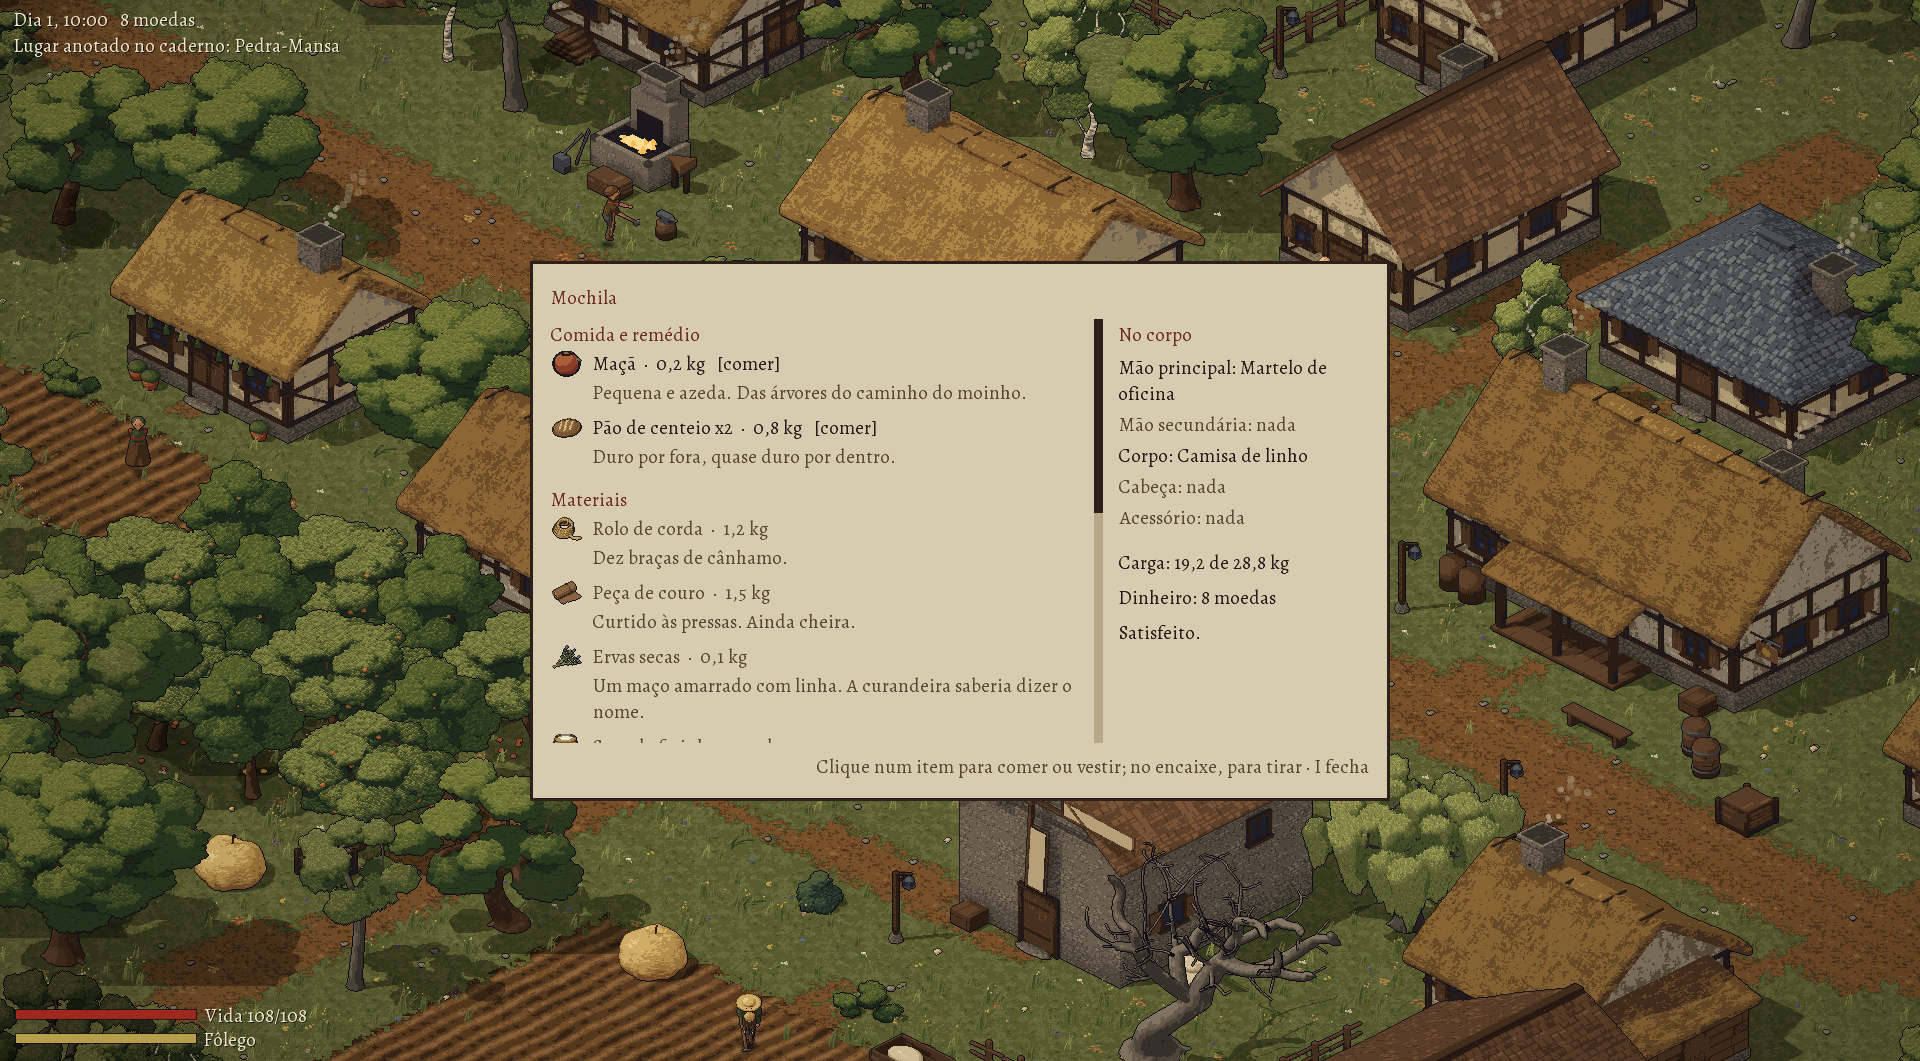 Dia 1, 10:00 8 moedas
Lugar anotado no caderno: Pedra-Mansa
Mochila
Comida e remédio
Maçã · 0,2 kg [comer]
Pequena e azeda. Das árvores do caminho do moinho.
Pão de centeio x2 · 0,8 kg [comer]
Duro por fora, quase duro por dentro.
Materiais
Rolo de corda · 1,2 kg
Dez braças de cânhamo.
Peça de couro · 1,5 kg
Curtido às pressas. Ainda cheira.
Ervas secas · 0,1 kg
Um maço amarrado com linha. A curandeira saberia dizer o
nome.
No corpo
Mão principal: Martelo de
oficina
Mão secundária: nada
Corpo: Camisa de linho
Cabeça: nada
Acessório: nada
Carga: 19,2 de 28,8 kg
Dinheiro: 8 moedas
Satisfeito.
Clique num item para comer ou vestir; no encaixe, para tirar · I fecha
Vida 108/108
Fôlego